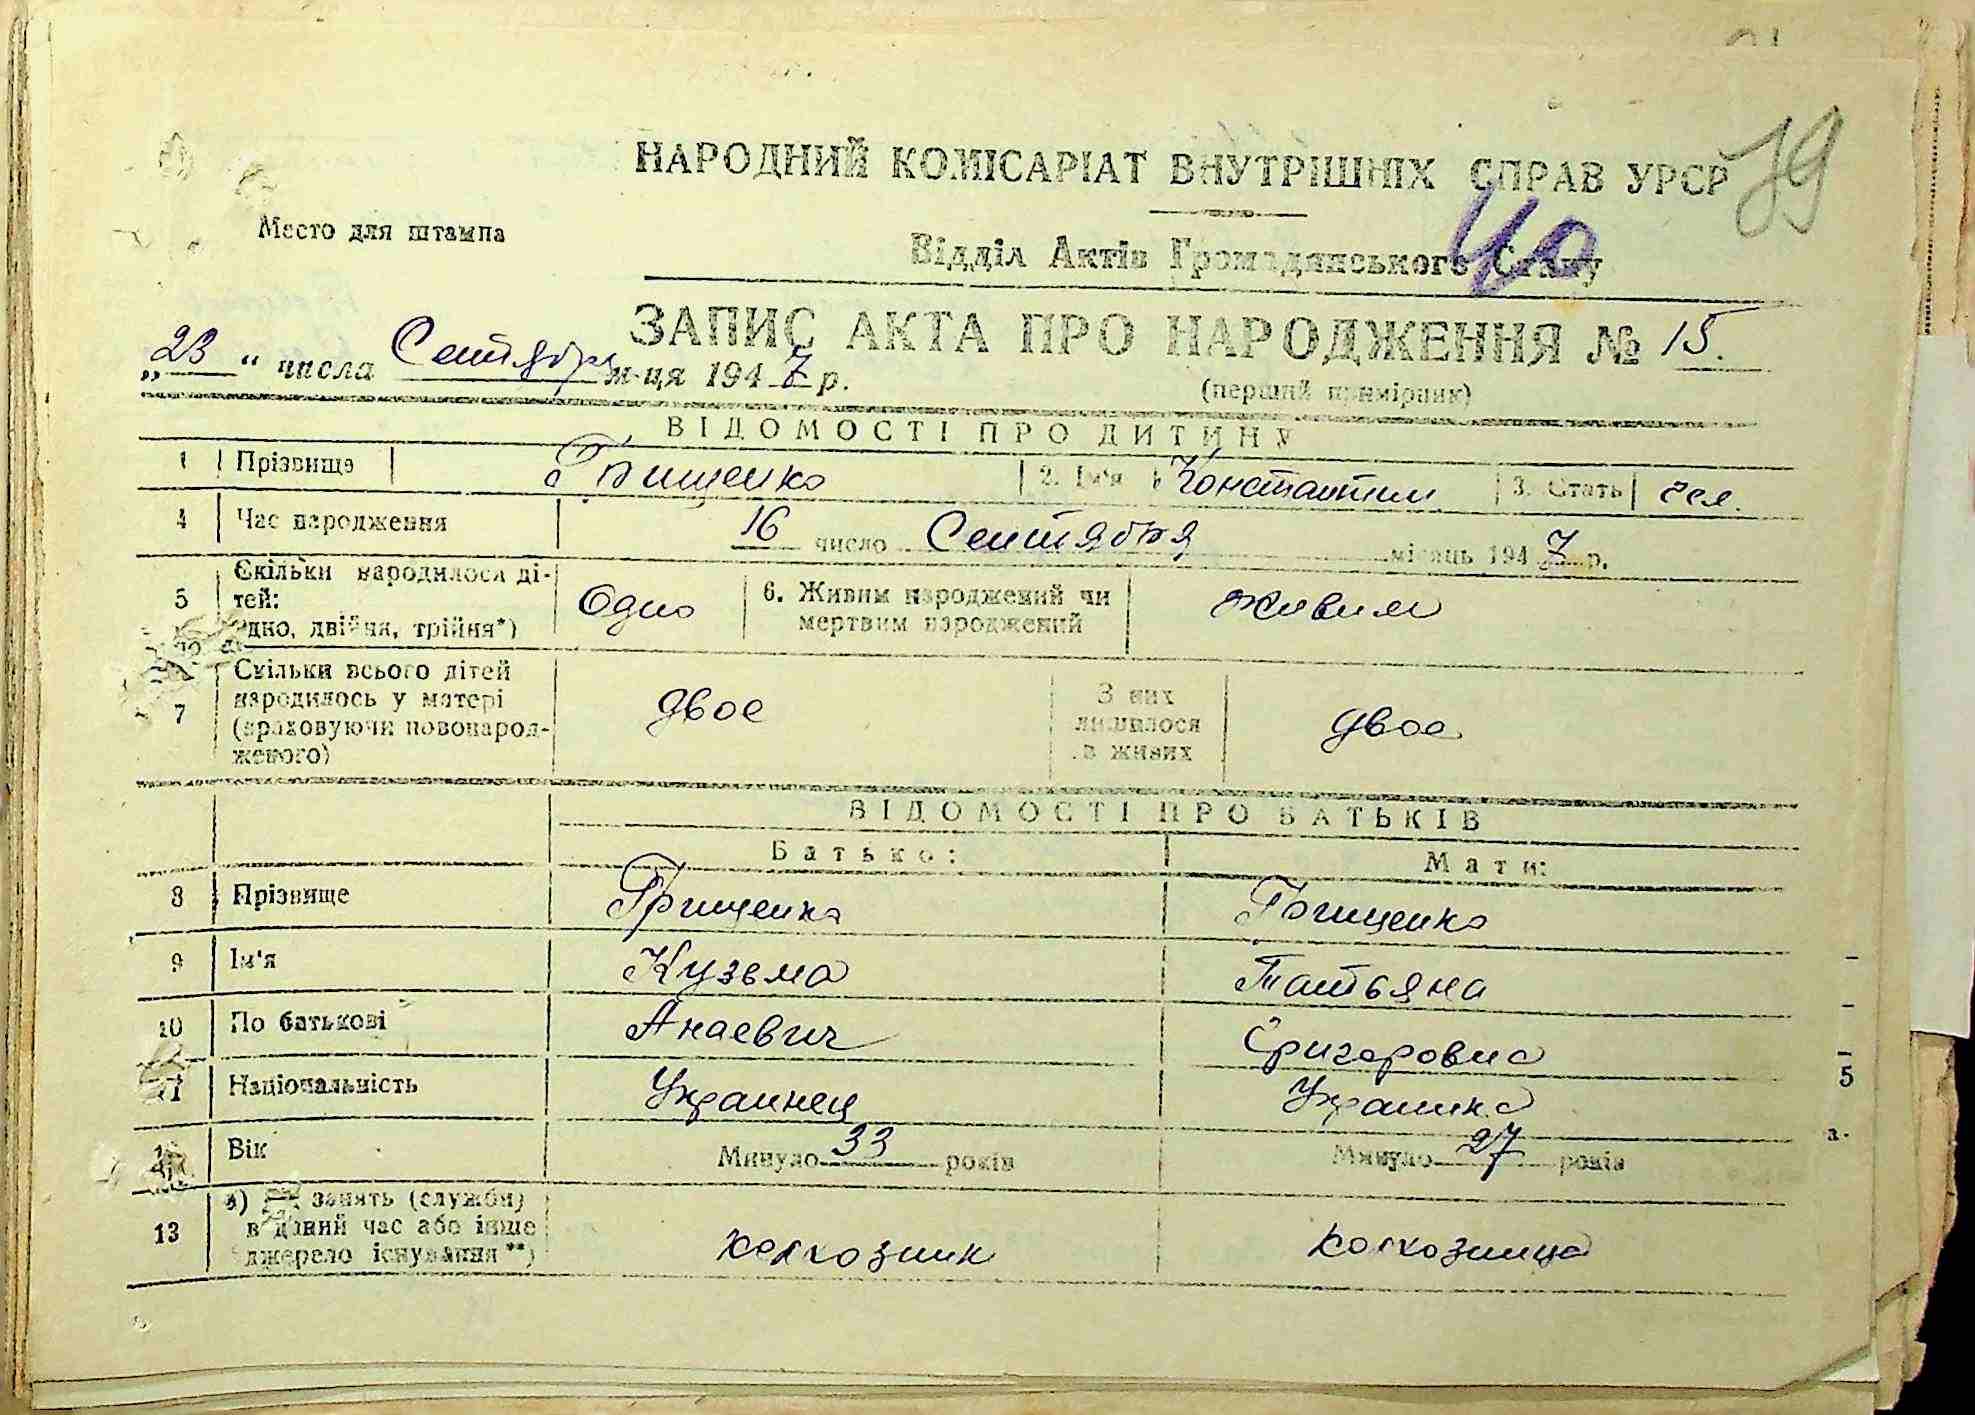 39
НАРОДНИЙ КОМІСАРІАТ ВНУТРІШНІХ СПРАВ УРСР
40
Место для штампа
Відділ Актів Громадянського Стану
ЗАПИС АКТА ПРО НАРОДЖЕННЯ № 15.
„23“ числа Сентября м-ця 1947 р.
(перший примірник)
ВІДОМОСТІ ПРО ДИТИНУ
1 Прізвище Грищенко 2. Ім'я Константин 3. Стать чел.
4 Час народження 16 число Сентября місяць 1947 р.
5 Скільки народилося дітей: одно, двійня, трійня*) Одно 6. Живим народжений чи мертвим народжений живим
7 Скільки всього дітей народилось у матері (враховуючи новонародженого) двое З них лишилося в живих двое
ВІДОМОСТІ ПРО БАТЬКІВ
Батько: Мати:
8 Прізвище Грищенко Грищенко
9 Ім'я Кузьма Татьяна
10 По батькові Анаевич Григоровна
11 Національність Украинец Украинка
12 Вік Минуло 33 років Минуло 27 років
13 а) занять (служби) в даний час або інше джерело існування**) колхозник колхозница
5